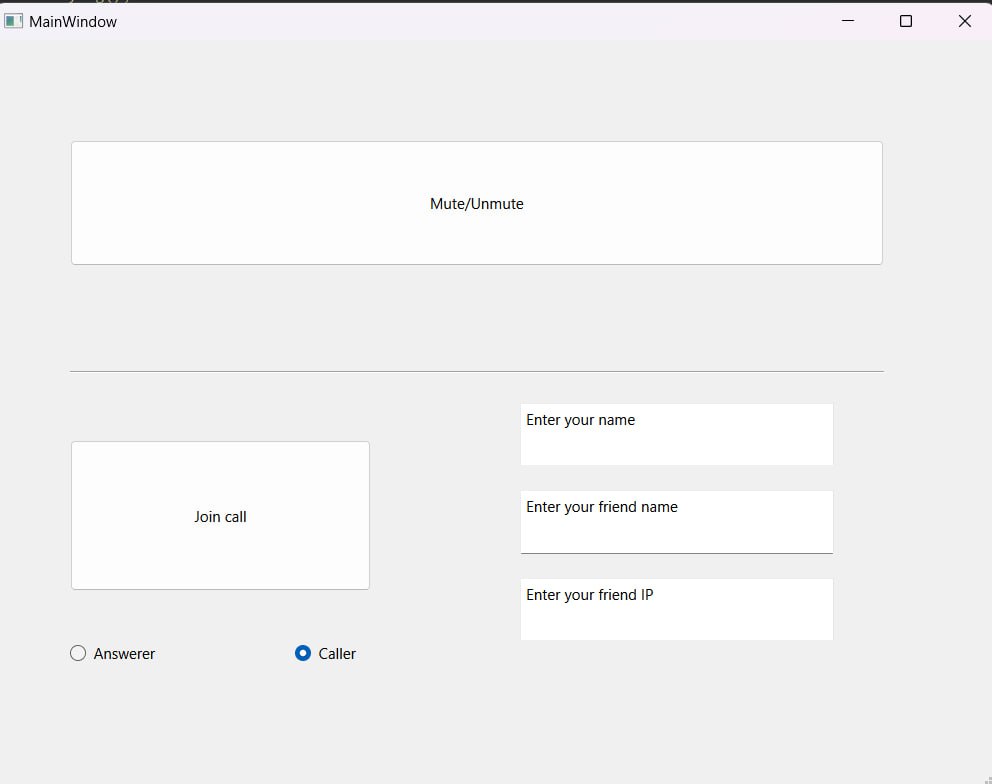 MainWindow
Mute/Unmute
Enter your name
Join call
Enter your friend name
Enter your friend IP
Answerer
Caller